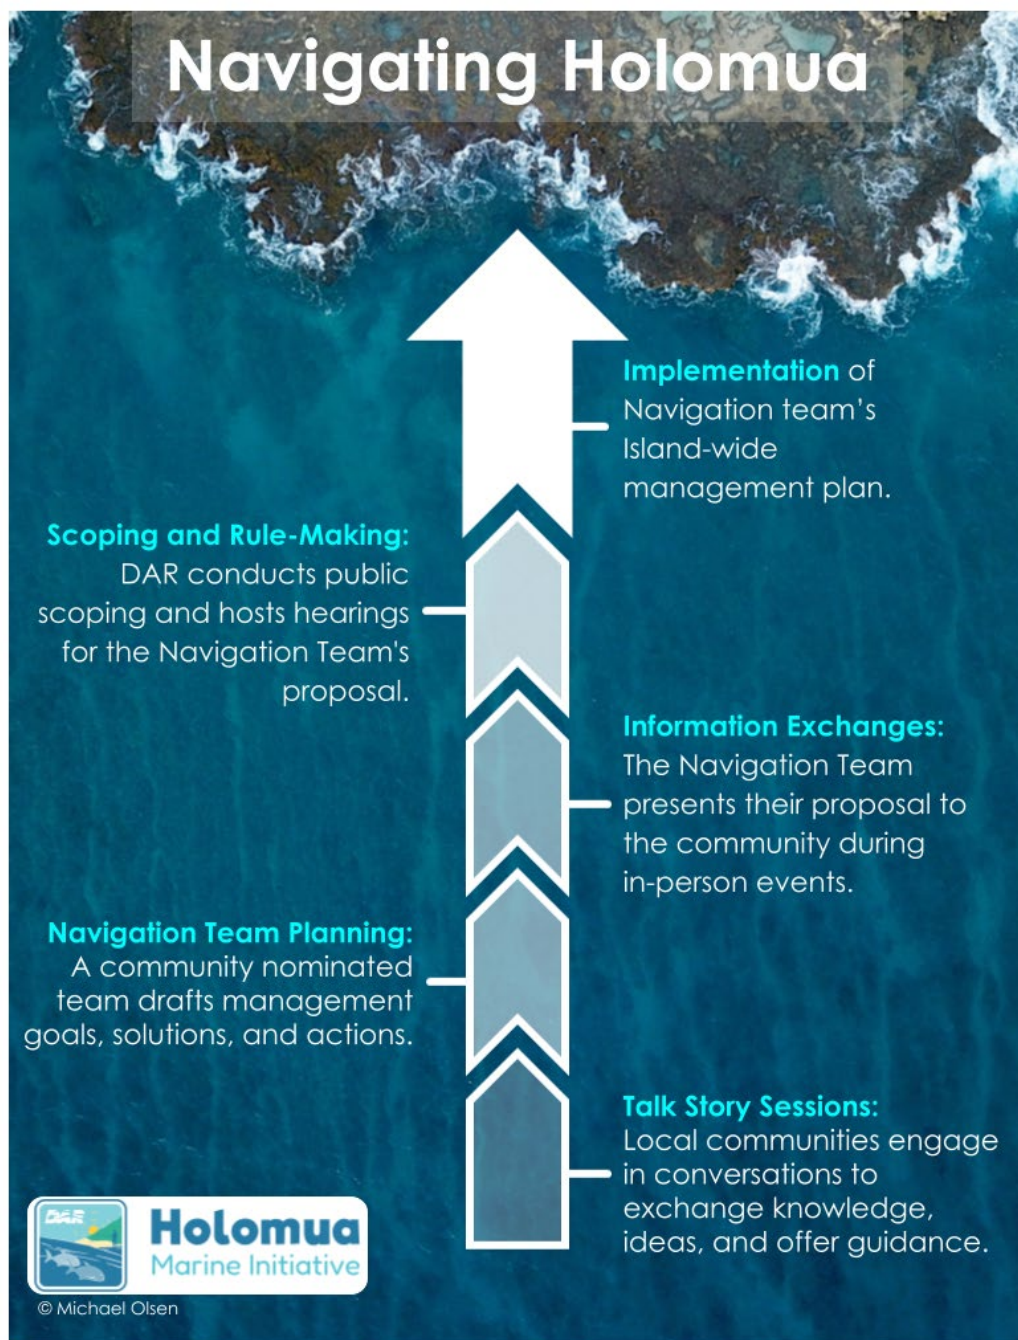 Navigating Holomua
Implementation of
Navigation team's
Island-wide
management plan.
Scoping and Rule-Making:
DAR conducts public
scoping and hosts hearings
for the Navigation Team's
proposal.
Information Exchanges:
The Navigation Team
presents their proposal to
the community during
in-person events.
Navigation Team Planning:
A community nominated
team drafts management
goals, solutions, and actions.
Talk Story Sessions:
Local communities engage
in conversations to
exchange knowledge,
ideas, and offer guidance.
DAR
Holomua
Marine Initiative
© Michael Olsen